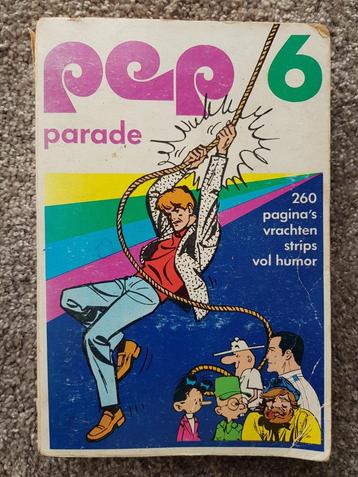 pep 6
parade
260
pagina's
vrachten
strips
vol humor